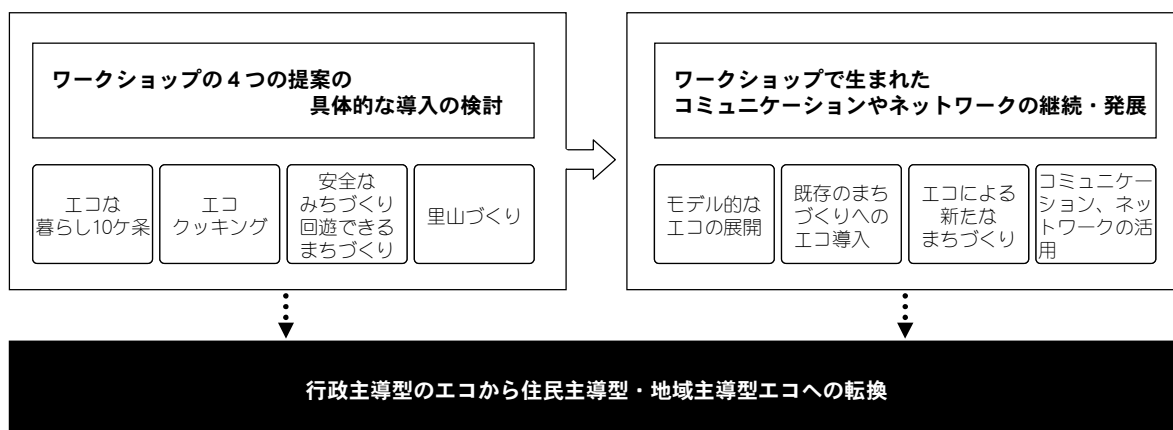 ワークショップの４つの提案の
具体的な導入の検討
エコな
暮らし10ケ条
エコ
クッキング
安全な
みちづくり
回遊できる
まちづくり
里山づくり
ワークショップで生まれた
コミュニケーションやネットワークの継続・発展
モデル的な
エコの展開
既存のまち
づくりへの
エコ導入
エコによる
新たな
まちづくり
コミュニケー
ション、ネッ
トワークの活
用
行政主導型のエコから住民主導型・地域主導型エコへの転換